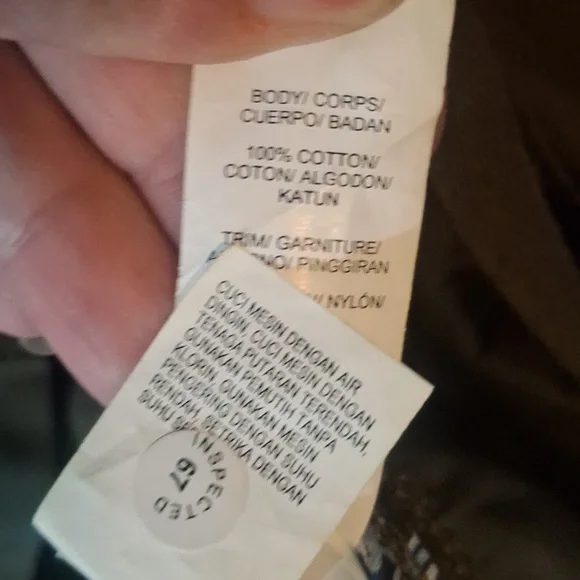 BODY/ CORPS/
CUERPO/ BADAN
100% COTTON/
COTON/ ALGODON/
KATUN
TRIM/ GARNITURE/
PINGGIRAN
NYLÓN/
CUCI MESIN DENGAN AIR
DINGIN, CUCI MESIN DENGAN
TENAGA PUTARAN TERENDAH,
GUNAKAN PEMUTIH TANPA
KLORIN, GUNAKAN MESIN
PENGERING DENGAN SUHU
RENDAH, SETRIKA DENGAN
SUHU
INSPECTED
67